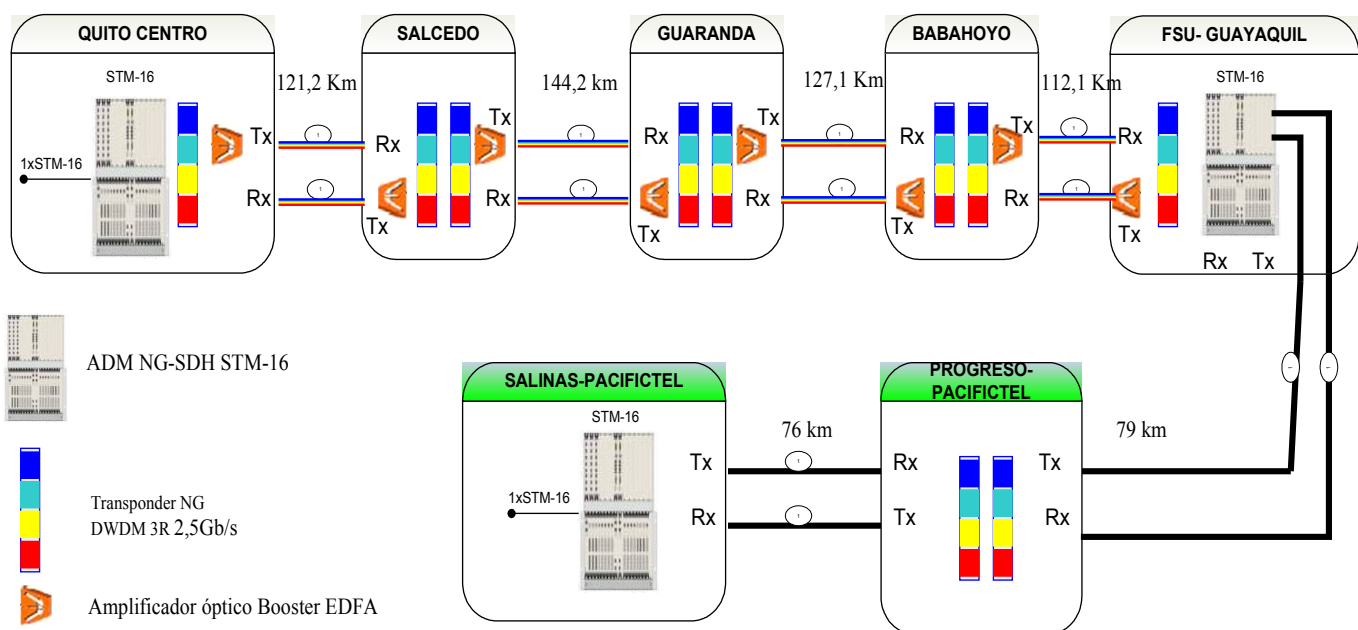 QUITO CENTRO
SALCEDO
GUARANDA
BABAHOYO
FSU- GUAYAQUIL
STM-16
STM-16
121,2 Km
144,2 km
127,1 Km
112,1 Km
Tx
Rx
Tx
Rx
Tx
Rx
Tx
Rx
1xSTM-16
Rx
Tx
Rx
Tx
Rx
Tx
Rx
Tx
Rx Tx
ADM NG-SDH STM-16
SALINAS-PACIFICTEL
PROGRESO-
PACIFICTEL
STM-16
76 km
79 km
Tx
Rx
Tx
1xSTM-16
Rx
Tx
Rx
Transponder NG
DWDM 3R 2,5Gb/s
Amplificador óptico Booster EDFA